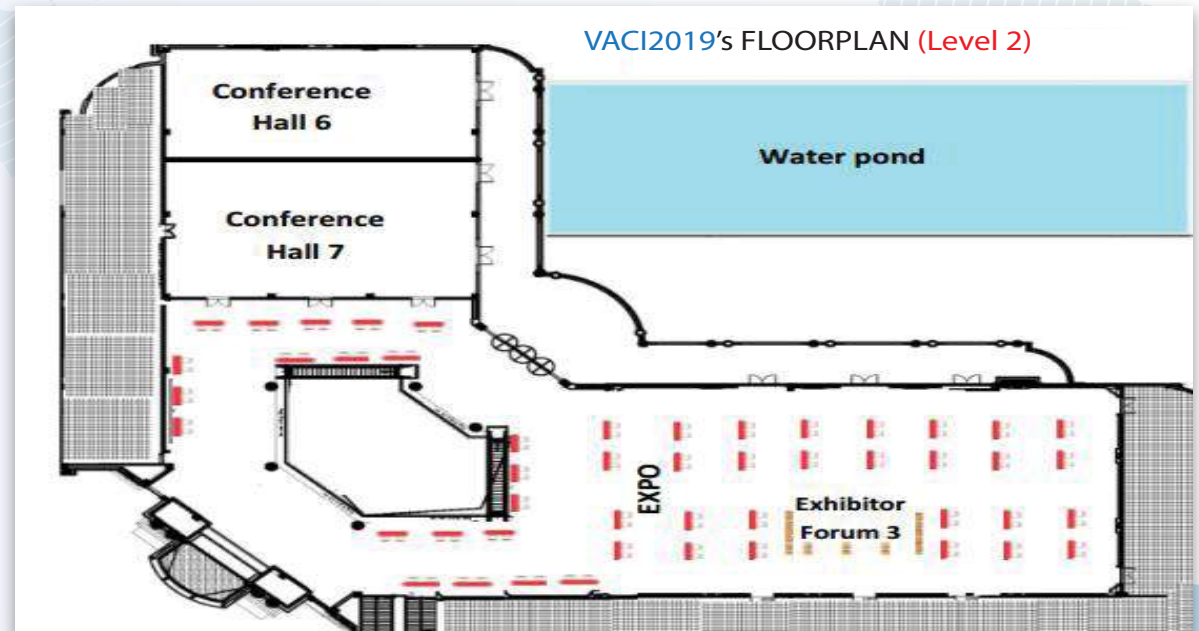 VACI2019's FLOORPLAN (Level 2)
Conference
Hall 6
Water pond
Conference
Hall 7
EXPO
Exhibitor
Forum 3